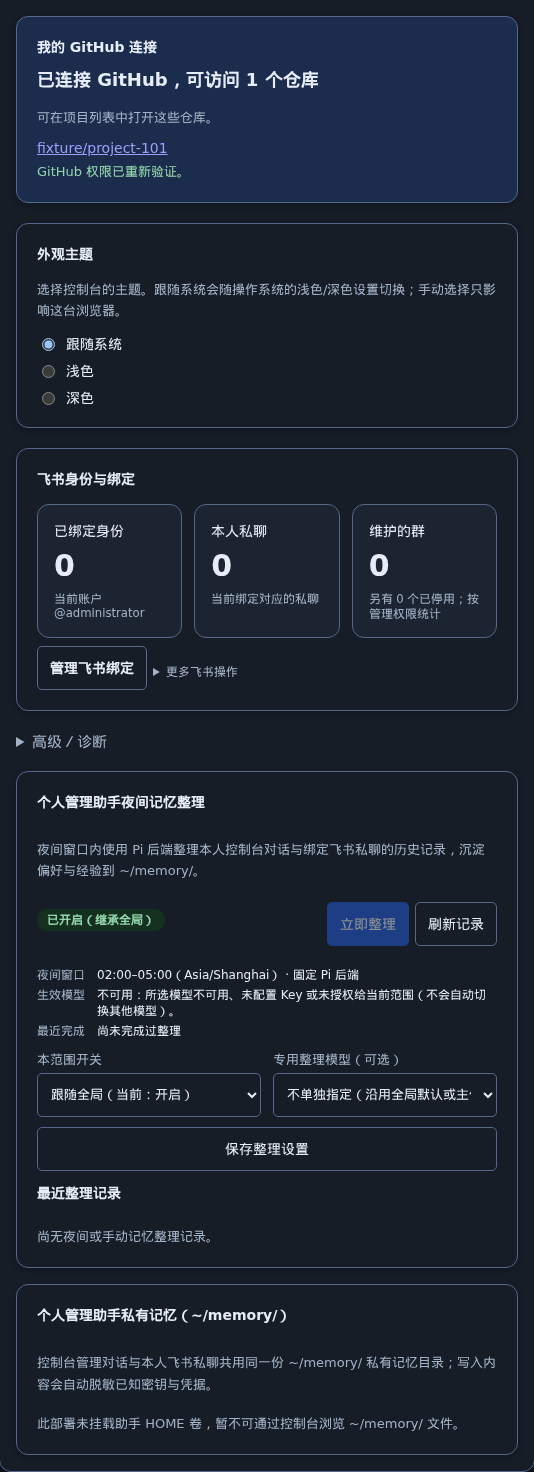 我的 GitHub 连接
已连接 GitHub，可访问 1 个仓库
可在项目列表中打开这些仓库。
fixture/project-101
GitHub 权限已重新验证。
外观主题
选择控制台的主题。跟随系统会随操作系统的浅色/深色设置切换；手动选择只影
响这台浏览器。
跟随系统
浅色
深色
飞书身份与绑定
已绑定身份
0
当前账户
@administrator
本人私聊
0
当前绑定对应的私聊
维护的群
0
另有 0 个已停用；按
管理权限统计
管理飞书绑定
更多飞书操作
高级 / 诊断
个人管理助手夜间记忆整理
夜间窗口内使用 Pi 后端整理本人控制台对话与绑定飞书私聊的历史记录，沉淀
偏好与经验到 ~/memory/。
已开启（继承全局）
立即整理
刷新记录
夜间窗口 02:00–05:00（Asia/Shanghai） · 固定 Pi 后端
生效模型 不可用：所选模型不可用、未配置 Key 或未授权给当前范围（不会自动切
换其他模型）。
最近完成 尚未完成过整理
本范围开关
跟随全局（当前：开启）
专用整理模型（可选）
不单独指定（沿用全局默认或主
保存整理设置
最近整理记录
尚无夜间或手动记忆整理记录。
个人管理助手私有记忆（~/memory/）
控制台管理对话与本人飞书私聊共用同一份 ~/memory/ 私有记忆目录；写入内
容会自动脱敏已知密钥与凭据。
此部署未挂载助手 HOME 卷，暂不可通过控制台浏览 ~/memory/ 文件。